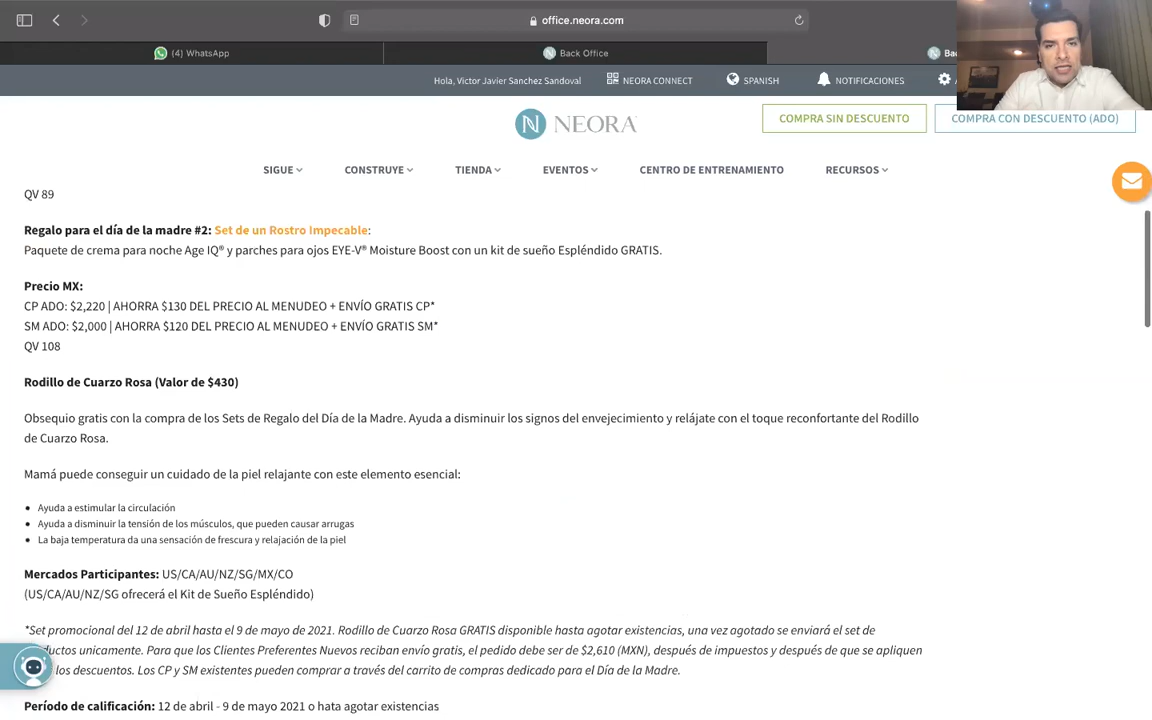 office.neora.com
(4) WhatsApp
Back Office
Hola, Victor Javier Sanchez Sandoval
NEORA CONNECT
SPANISH
NOTIFICACIONES
NEORA
COMPRA SIN DESCUENTO
COMPRA CON DESCUENTO (ADO)
SIGUE
CONSTRUYE
TIENDA
EVENTOS
CENTRO DE ENTRENAMIENTO
RECURSOS
QV 89
Regalo para el día de la madre #2: Set de un Rostro Impecable:
Paquete de crema para noche Age IQ® y parches para ojos EYE-V® Moisture Boost con un kit de sueño Espléndido GRATIS.
Precio MX:
CP ADO: $2,220 | AHORRA $130 DEL PRECIO AL MENUDEO + ENVÍO GRATIS CP*
SM ADO: $2,000 | AHORRA $120 DEL PRECIO AL MENUDEO + ENVÍO GRATIS SM*
QV 108
Rodillo de Cuarzo Rosa (Valor de $430)
Obsequio gratis con la compra de los Sets de Regalo del Día de la Madre. Ayuda a disminuir los signos del envejecimiento y relájate con el toque reconfortante del Rodillo
de Cuarzo Rosa.
Mamá puede conseguir un cuidado de la piel relajante con este elemento esencial:
Ayuda a estimular la circulación
Ayuda a disminuir la tensión de los músculos, que pueden causar arrugas
La baja temperatura da una sensación de frescura y relajación de la piel
Mercados Participantes: US/CA/AU/NZ/SG/MX/CO
(US/CA/AU/NZ/SG ofrecerá el Kit de Sueño Espléndido)
*Set promocional del 12 de abril hasta el 9 de mayo de 2021. Rodillo de Cuarzo Rosa GRATIS disponible hasta agotar existencias, una vez agotado se enviará el set de
unicamente. Para que los Clientes Preferentes Nuevos reciban envío gratis, el pedido debe ser de $2,610 (MXN), después de impuestos y después de que se apliquen
los descuentos. Los CP y SM existentes pueden comprar a través del carrito de compras dedicado para el Día de la Madre.
Período de calificación: 12 de abril - 9 de mayo 2021 o hata agotar existencias